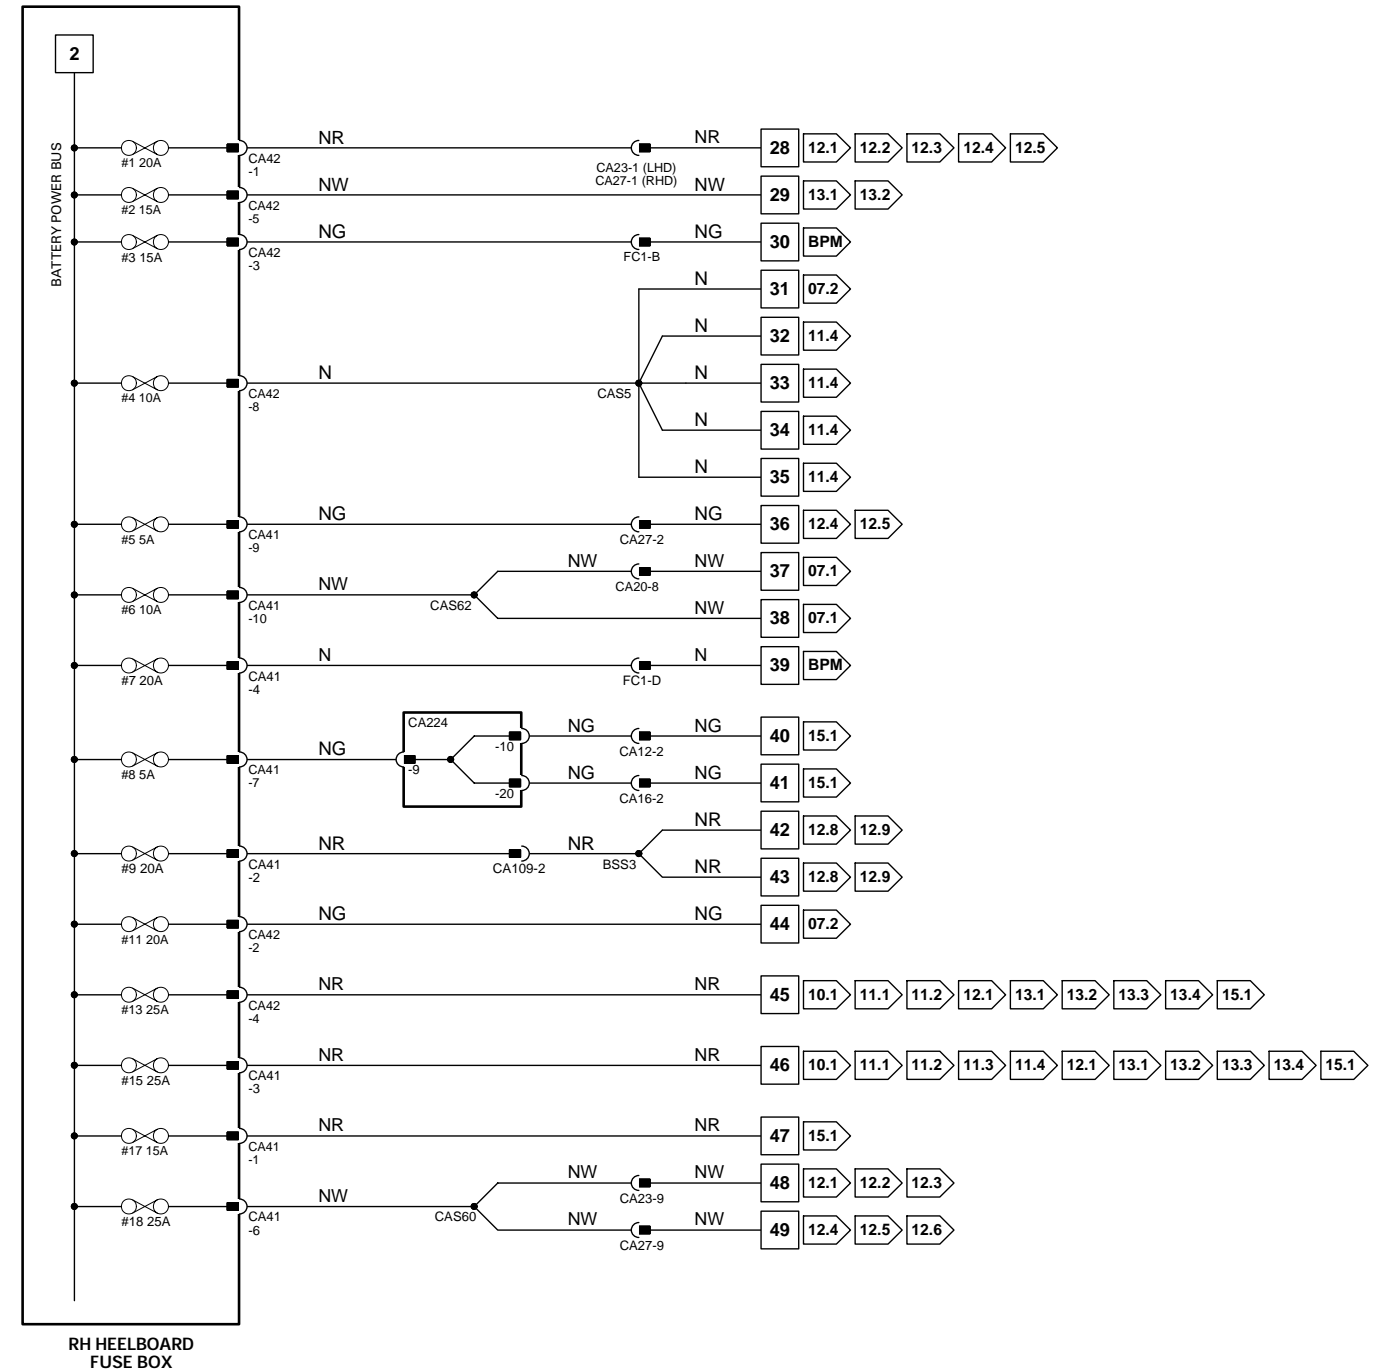 2
BATTERY POWER BUS
#1 20A
CA42
-1
NR
CA23-1 (LHD)
CA27-1 (RHD)
NR
28 12.1 12.2 12.3 12.4 12.5
#2 15A
CA42
-5
NW
NW
29 13.1 13.2
#3 15A
CA42
-3
NG
FC1-B
NG
30 BPM
N
31 07.2
N
32 11.4
#4 10A
CA42
-8
N
CAS5
N
33 11.4
N
34 11.4
N
35 11.4
#5 5A
CA41
-9
NG
CA27-2
NG
36 12.4 12.5
#6 10A
CA41
-10
NW
CAS62
NW
CA20-8
NW
37 07.1
NW
38 07.1
#7 20A
CA41
-4
N
FC1-D
N
39 BPM
#8 5A
CA41
-7
NG
CA224
-9
-10
-20
NG
CA12-2
NG
40 15.1
NG
CA16-2
NG
41 15.1
#9 20A
CA41
-2
NR
CA109-2
NR
BSS3
NR
42 12.8 12.9
NR
43 12.8 12.9
#11 20A
CA42
-2
NG
NG
44 07.2
#13 25A
CA42
-4
NR
NR
45 10.1 11.1 11.2 12.1 13.1 13.2 13.3 13.4 15.1
#15 25A
CA41
-3
NR
NR
46 10.1 11.1 11.2 11.3 11.4 12.1 13.1 13.2 13.3 13.4 15.1
#17 15A
CA41
-1
NR
NR
47 15.1
#18 25A
CA41
-6
NW
CAS60
NW
CA23-9
NW
48 12.1 12.2 12.3
NW
CA27-9
NW
49 12.4 12.5 12.6
RH HEELBOARD
FUSE BOX